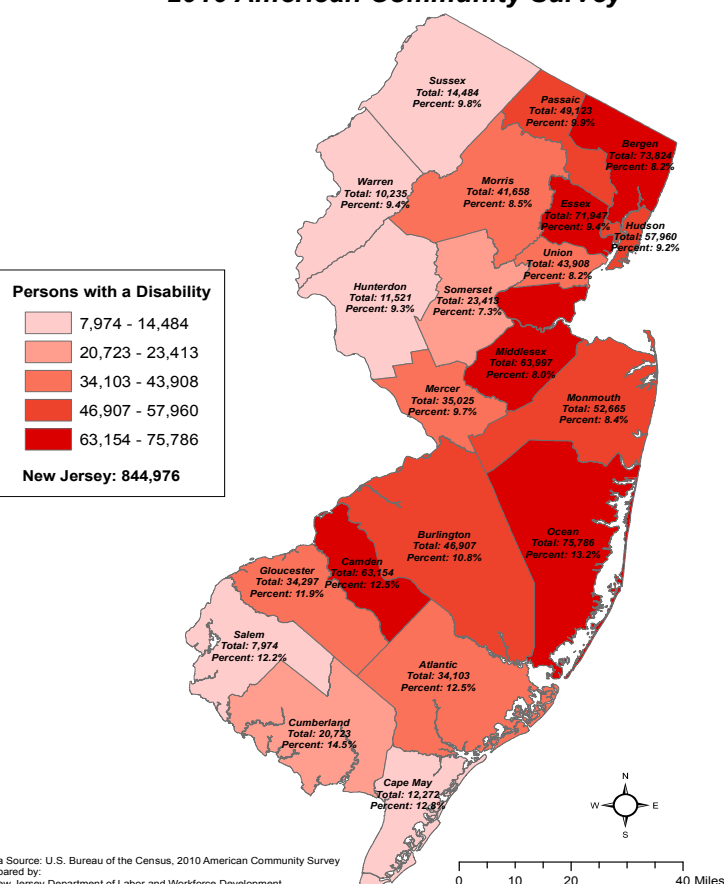 2010 American Community Survey
Sussex
Total: 14,484
Percent: 9.8%
Passaic
Total: 49,123
Percent: 9.9%
Bergen
Total: 73,824
Percent: 8.2%
Warren
Total: 10,235
Percent: 9.4%
Morris
Total: 41,658
Percent: 8.5%
Essex
Total: 71,947
Percent: 9.4%
Hudson
Total: 57,960
Percent: 9.2%
Union
Total: 43,908
Percent: 8.2%
Hunterdon
Total: 11,521
Percent: 9.3%
Somerset
Total: 23,413
Percent: 7.3%
Persons with a Disability
7,974 - 14,484
20,723 - 23,413
34,103 - 43,908
46,907 - 57,960
63,154 - 75,786
New Jersey: 844,976
Middlesex
Total: 63,997
Percent: 8.0%
Mercer
Total: 35,025
Percent: 9.7%
Monmouth
Total: 52,665
Percent: 8.4%
Burlington
Total: 46,907
Percent: 10.8%
Ocean
Total: 75,786
Percent: 13.2%
Camden
Total: 63,154
Percent: 12.5%
Gloucester
Total: 34,297
Percent: 11.9%
Salem
Total: 7,974
Percent: 12.2%
Atlantic
Total: 34,103
Percent: 12.5%
Cumberland
Total: 20,723
Percent: 14.5%
Cape May
Total: 12,272
Percent: 12.8%
N
W E
S
a Source: U.S. Bureau of the Census, 2010 American Community Survey
pared by:
ew Jersey Department of Labor and Workforce Development
0 10 20 40 Miles